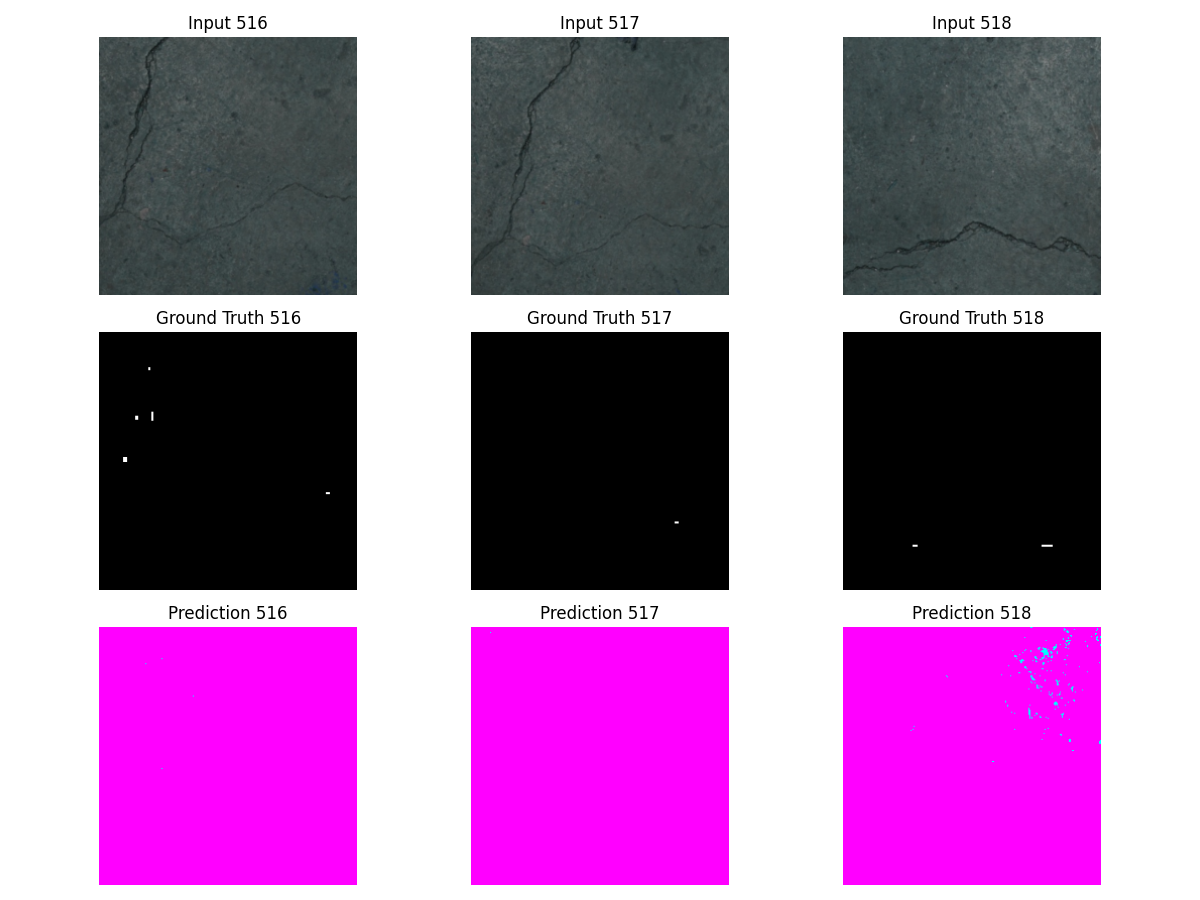 Input 516
Input 517
Input 518
Ground Truth 516
Ground Truth 517
Ground Truth 518
Prediction 516
Prediction 517
Prediction 518